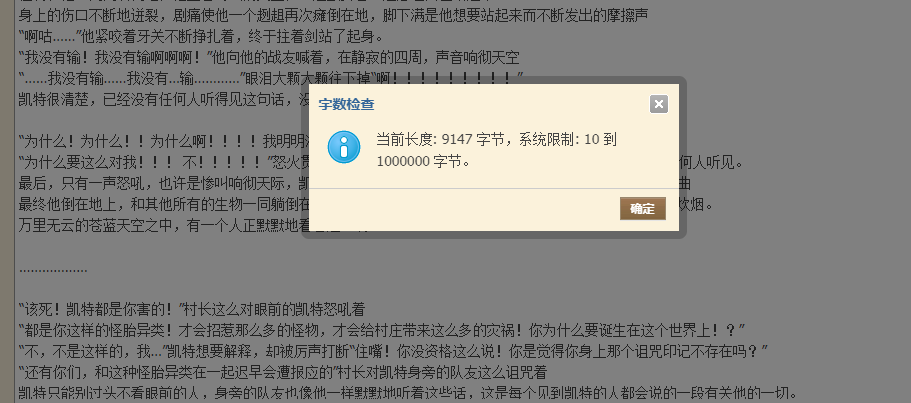 身上的伤口不断地迸裂，剧痛使他一个趔趄再次瘫倒在地，脚下满是他想要站起来而不断发出的摩擦声
“啊咕……”他紧咬着牙关不断挣扎着，终于拄着剑站了起身。
“我没有输！我没有输啊啊啊！”他向他的战友喊着，在静寂的四周，声音响彻天空
“……我没有输……我没有…输…………”眼泪大颗大颗往下掉“啊！！！！！！！！！”
凯特很清楚，已经没有任何人听得见这句话，没
“为什么！为什么！！为什么啊！！！！我明明
“为什么要这么对我！！！ 不！！！！！”怒火
何人听见。
最后，只有一声怒吼，也许是惨叫响彻天际，凯
曲
最终他倒在地上，和其他所有的生物一同躺倒在
炊烟。
万里无云的苍蓝天空之中，有一个人正默默地看着
字数检查
当前长度: 9147 字节，系统限制: 10 到
1000000 字节。
确定
………………
“该死！凯特都是你害的！”村长这么对眼前的凯特怒吼着
“都是你这样的怪胎异类！才会招惹那么多的怪物，才会给村庄带来这么多的灾祸！你为什么要诞生在这个世界上！？”
“不，不是这样的，我…”凯特想要解释，却被厉声打断“住嘴！你没资格这么说！你是觉得你身上那个诅咒印记不存在吗？”
“还有你们，和这种怪胎异类在一起迟早会遭报应的”村长对凯特身旁的队友这么诅咒着
凯特只能别过头不看眼前的人，身旁的队友也像他一样默默地听着这些话，这是每个见到凯特的人都会说的一段有关他的一切。